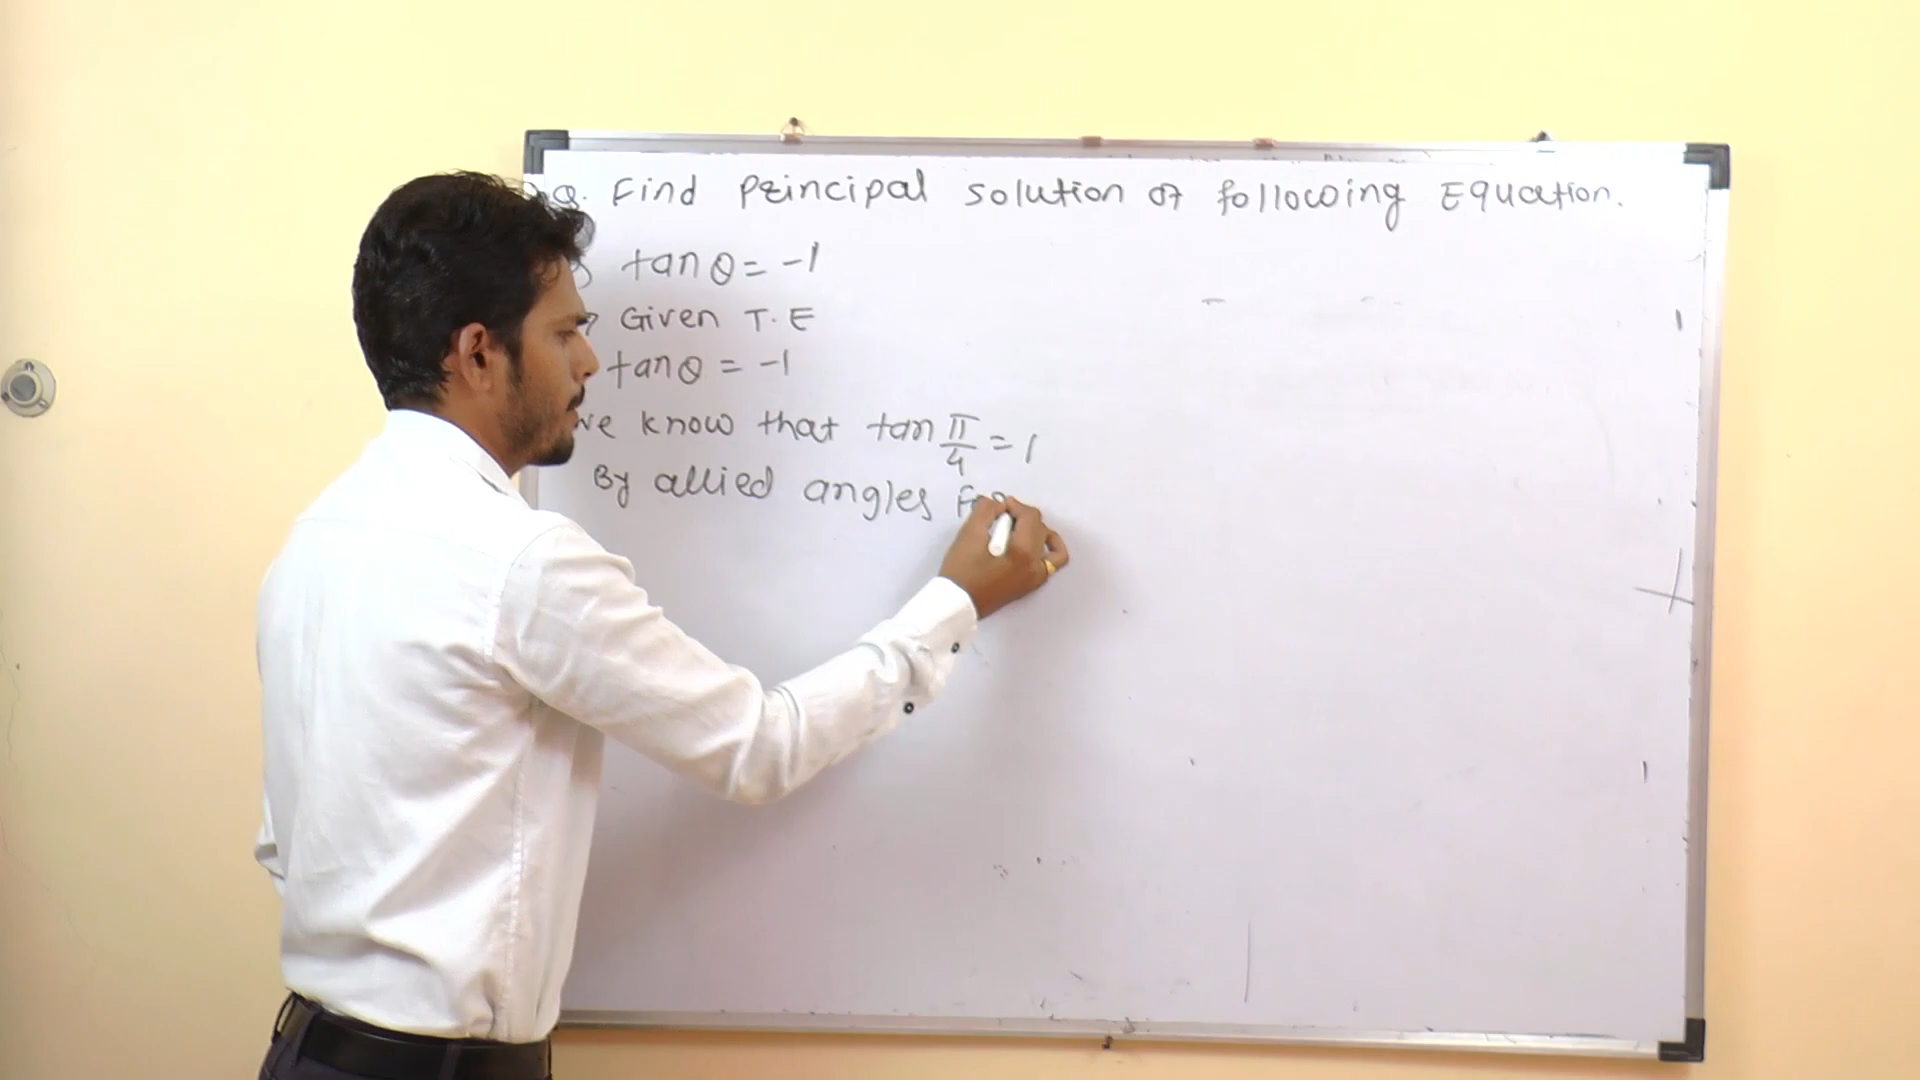 Q. Find Principal solution of following Equation.
tan θ = -1
Given T.E
tan θ = -1
we know that tan π/4 = 1
By allied angles